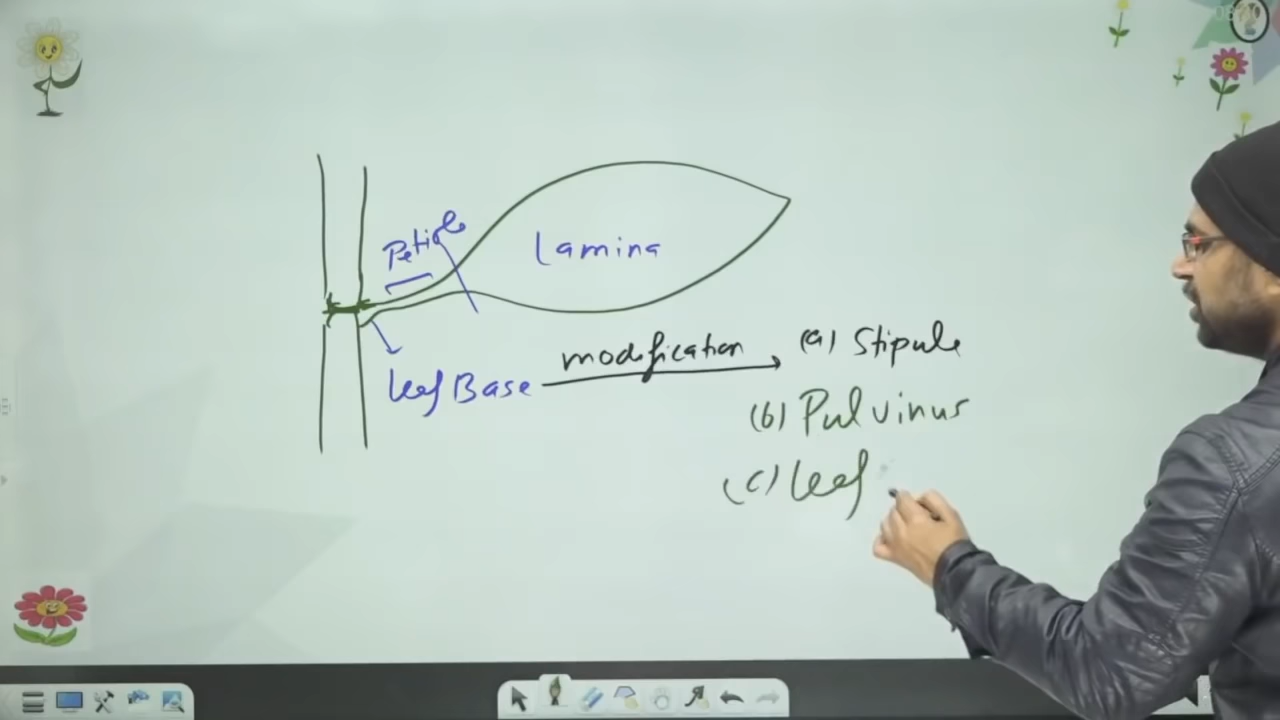 Petiole
Lamina
modification
(a) Stipule
leaf Base
(b) Pulvinus
(c) leaf